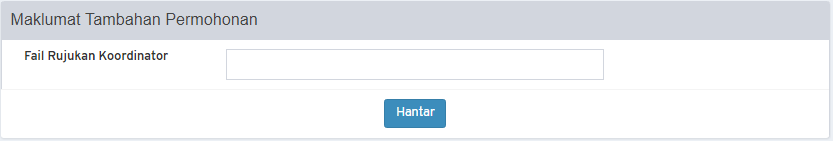 Maklumat Tambahan Permohonan
Fail Rujukan Koordinator
Hantar